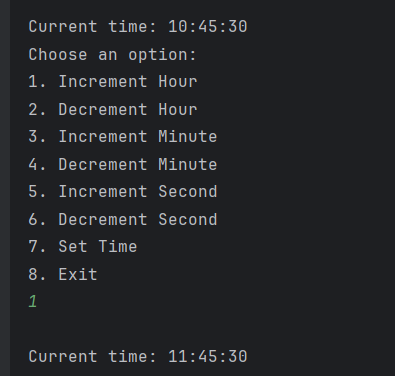 Current time: 10:45:30
Choose an option:
1. Increment Hour
2. Decrement Hour
3. Increment Minute
4. Decrement Minute
5. Increment Second
6. Decrement Second
7. Set Time
8. Exit
1
Current time: 11:45:30